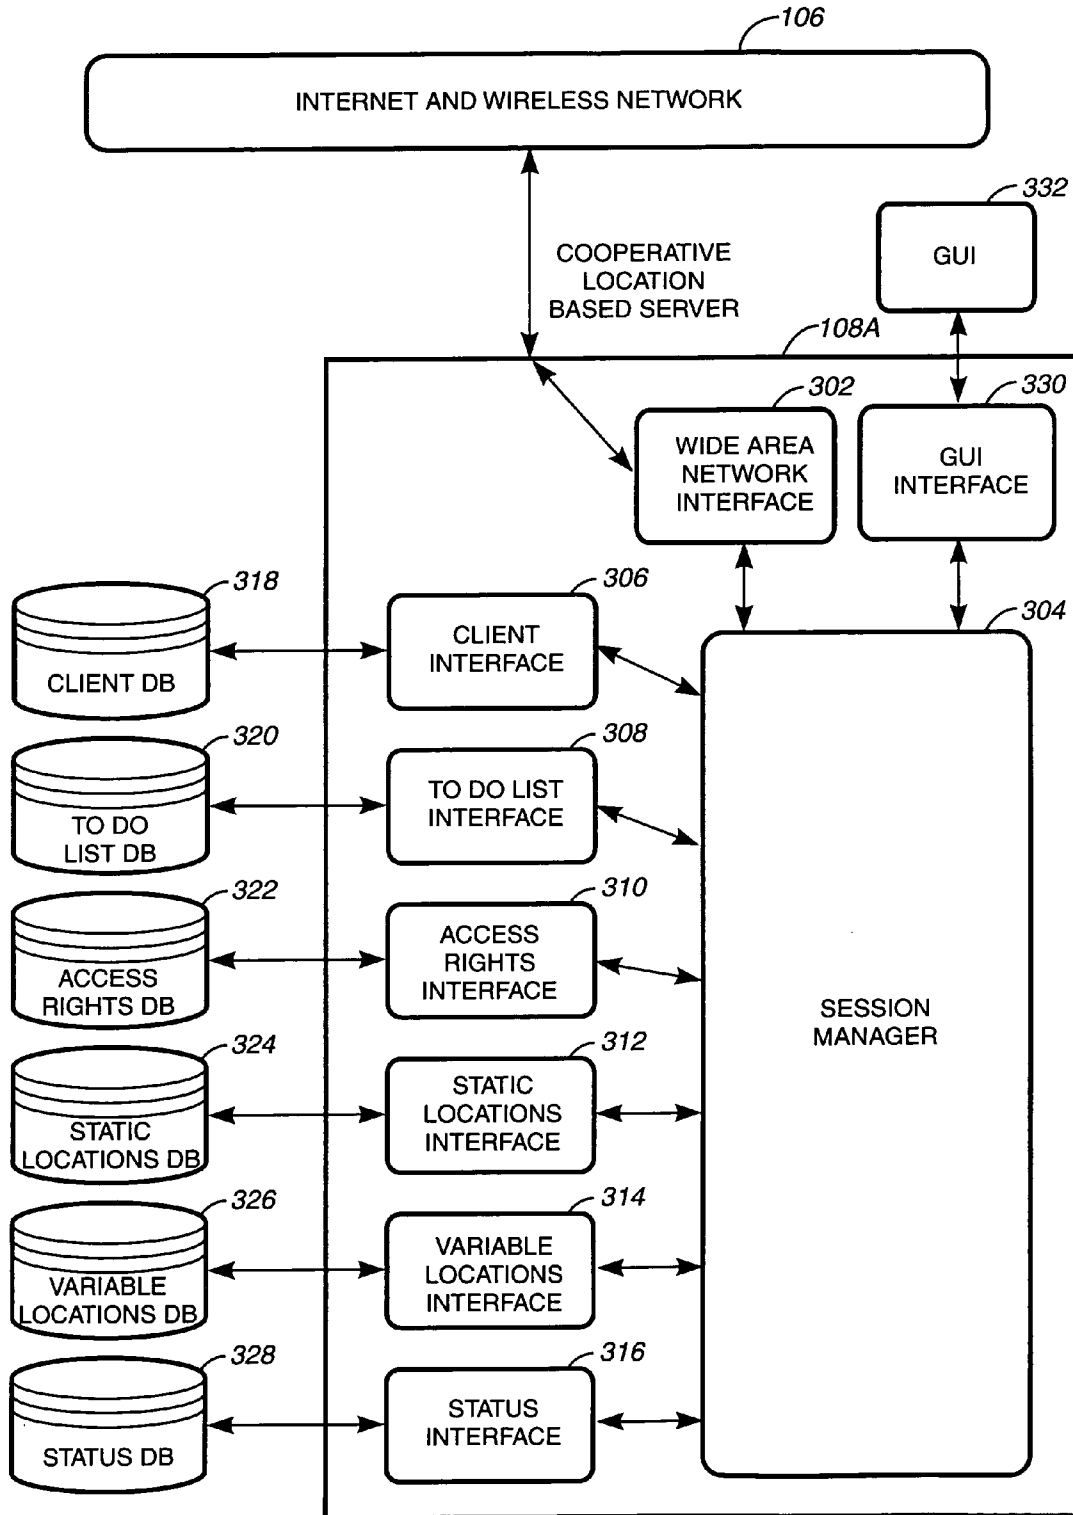 106
INTERNET AND WIRELESS NETWORK
332
GUI
COOPERATIVE
LOCATION
BASED SERVER
108A
302
WIDE AREA
NETWORK
INTERFACE
330
GUI
INTERFACE
318
CLIENT DB
306
CLIENT
INTERFACE
304
SESSION
MANAGER
320
TO DO
LIST DB
308
TO DO LIST
INTERFACE
322
ACCESS
RIGHTS DB
310
ACCESS
RIGHTS
INTERFACE
324
STATIC
LOCATIONS DB
312
STATIC
LOCATIONS
INTERFACE
326
VARIABLE
LOCATIONS DB
314
VARIABLE
LOCATIONS
INTERFACE
328
STATUS DB
316
STATUS
INTERFACE